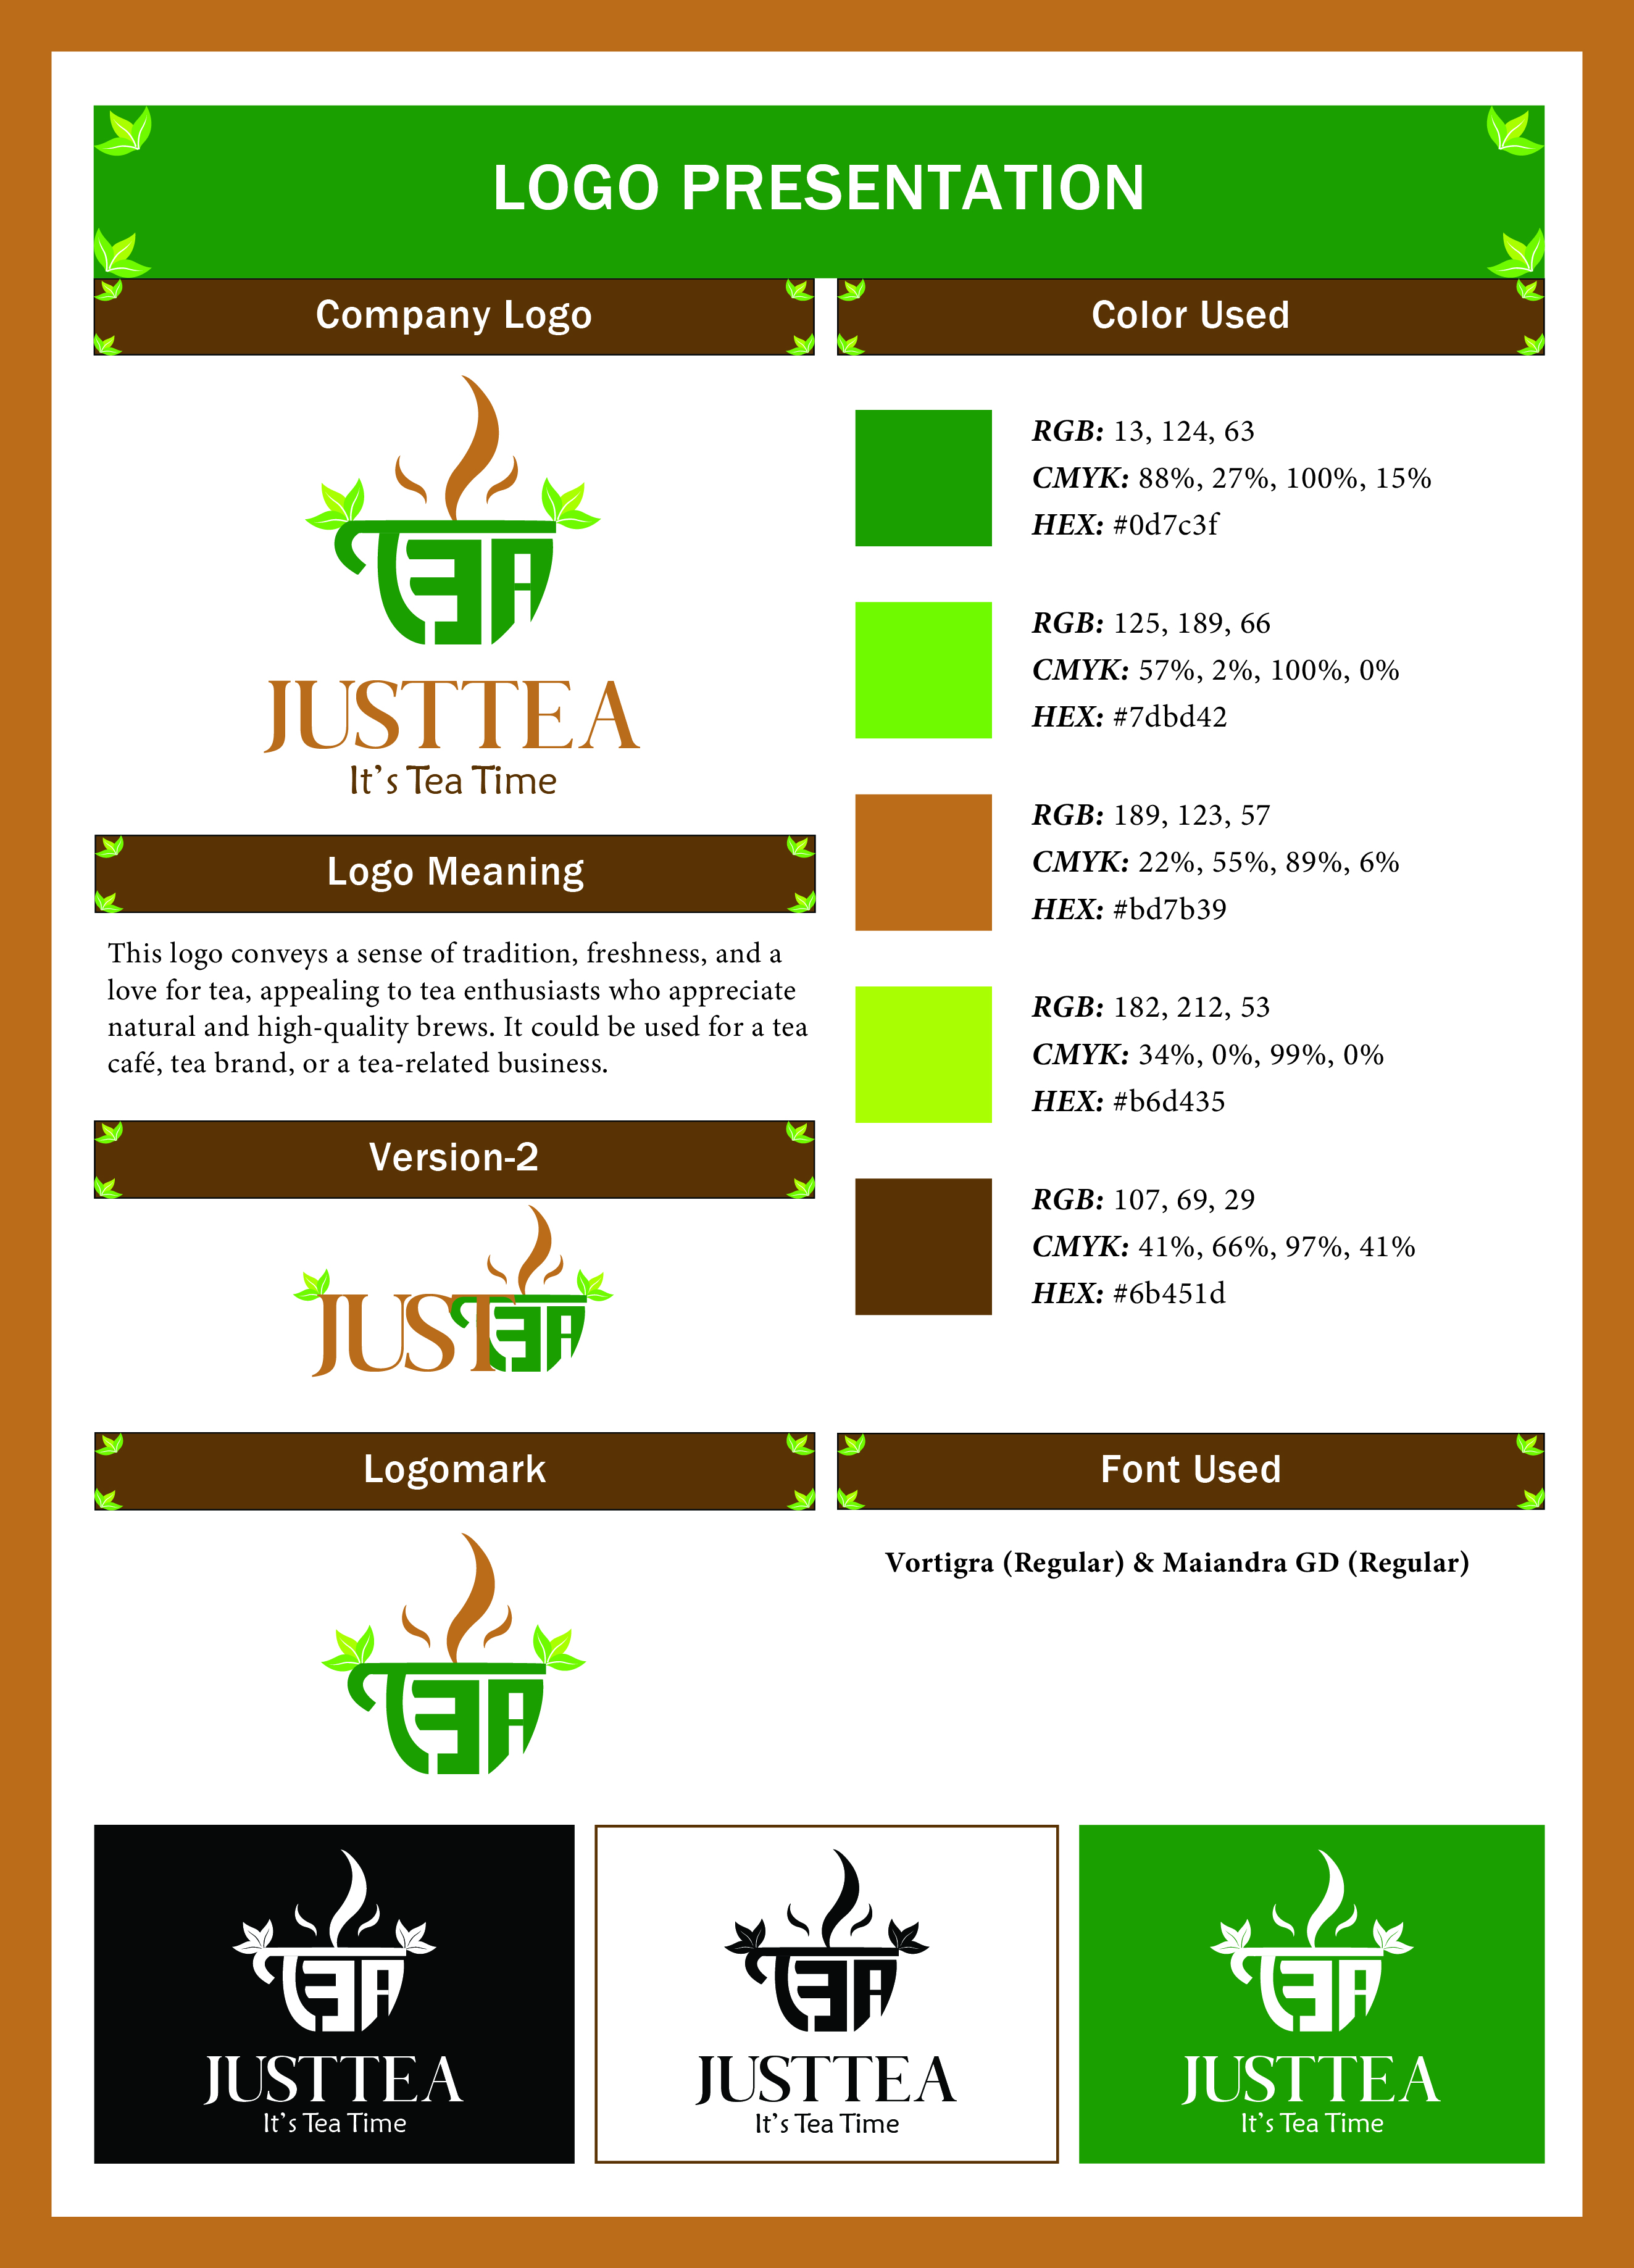 LOGO PRESENTATION
Company Logo
TEA
JUSTTEA
It's Tea Time
Logo Meaning
This logo conveys a sense of tradition, freshness, and a
love for tea, appealing to tea enthusiasts who appreciate
natural and high-quality brews. It could be used for a tea
café, tea brand, or a tea-related business.
Version-2
JUSTEA
Logomark
TEA
Color Used
RGB: 13, 124, 63
CMYK: 88%, 27%, 100%, 15%
HEX: #0d7c3f
RGB: 125, 189, 66
CMYK: 57%, 2%, 100%, 0%
HEX: #7dbd42
RGB: 189, 123, 57
CMYK: 22%, 55%, 89%, 6%
HEX: #bd7b39
RGB: 182, 212, 53
CMYK: 34%, 0%, 99%, 0%
HEX: #b6d435
RGB: 107, 69, 29
CMYK: 41%, 66%, 97%, 41%
HEX: #6b451d
Font Used
Vortigra (Regular) & Maiandra GD (Regular)
TEA
JUSTTEA
It's Tea Time
TEA
JUSTTEA
It's Tea Time
TEA
JUSTTEA
It's Tea Time